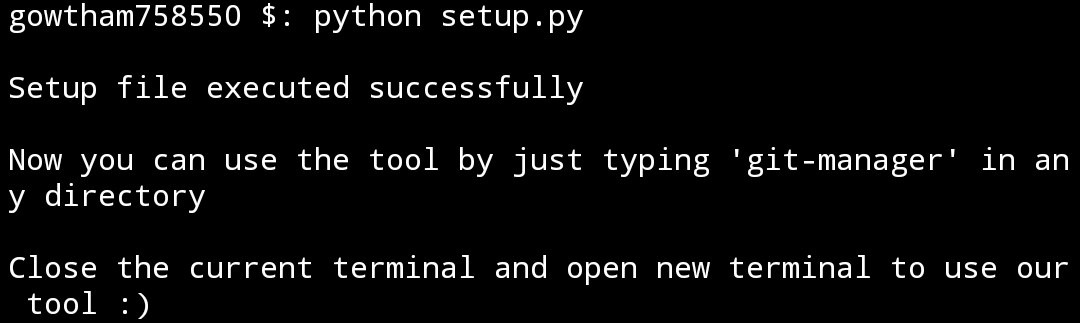 gowtham758550 $: python setup.py
Setup file executed successfully
Now you can use the tool by just typing 'git-manager' in an
y directory
Close the current terminal and open new terminal to use our
 tool :)